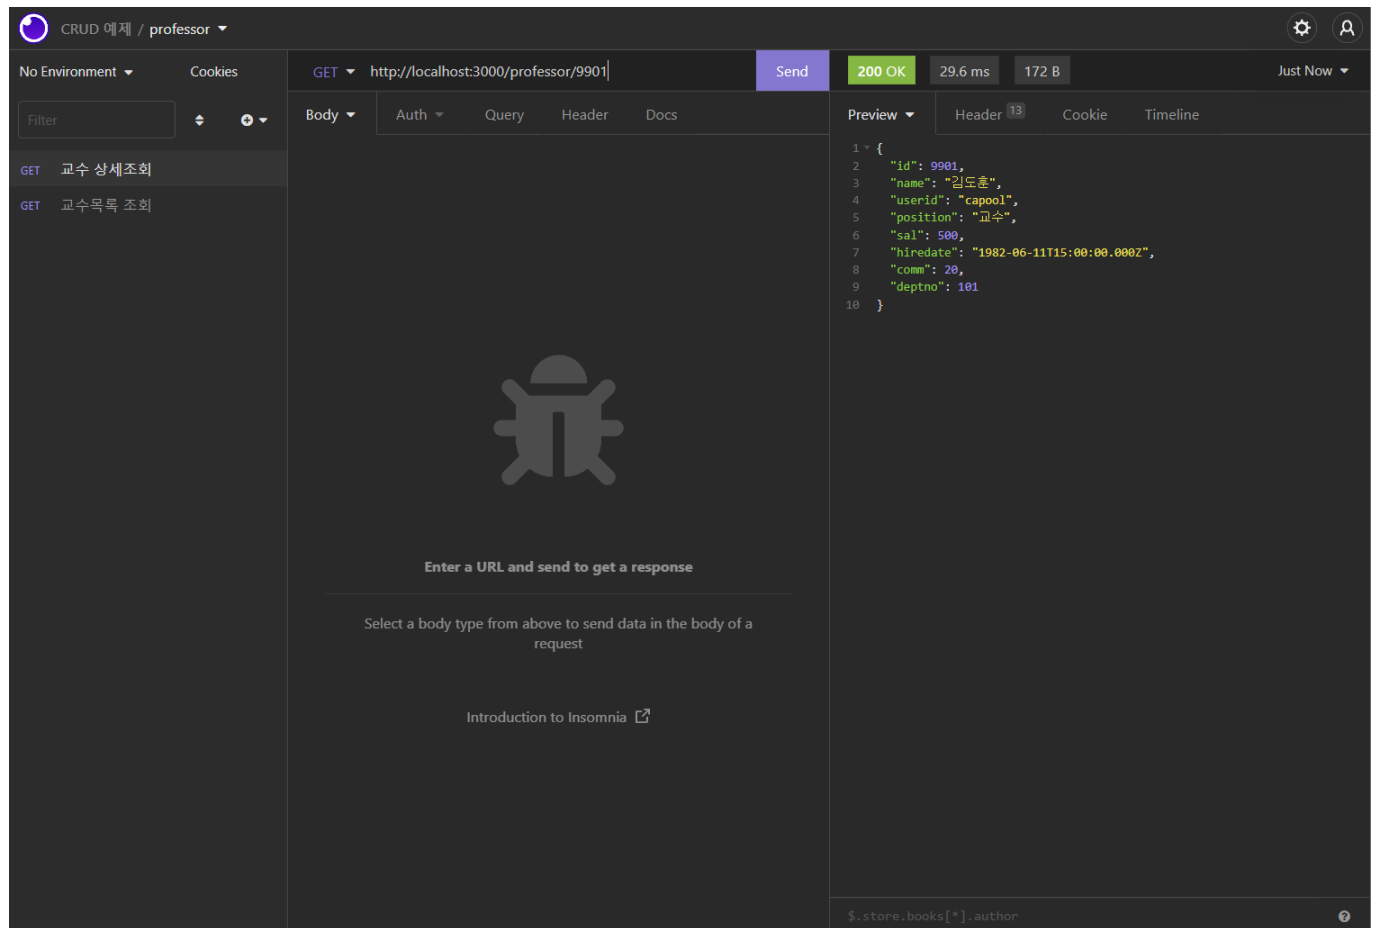 CRUD 예제 / professor
No Environment
Cookies
GET http://localhost:3000/professor/9901
Send
200 OK 29.6 ms 172 B
Just Now
Filter
GET 교수 상세조회
GET 교수목록 조회
Body Auth Query Header Docs
Enter a URL and send to get a response
Select a body type from above to send data in the body of a
request
Introduction to Insomnia
Preview Header 13 Cookie Timeline
1 {
2 "id": 9901,
3 "name": "김도훈",
4 "userid": "capool",
5 "position": "교수",
6 "sal": 500,
7 "hiredate": "1982-06-11T15:00:00.000Z",
8 "comm": 20,
9 "deptno": 101
10 }
$.store.books[*].author